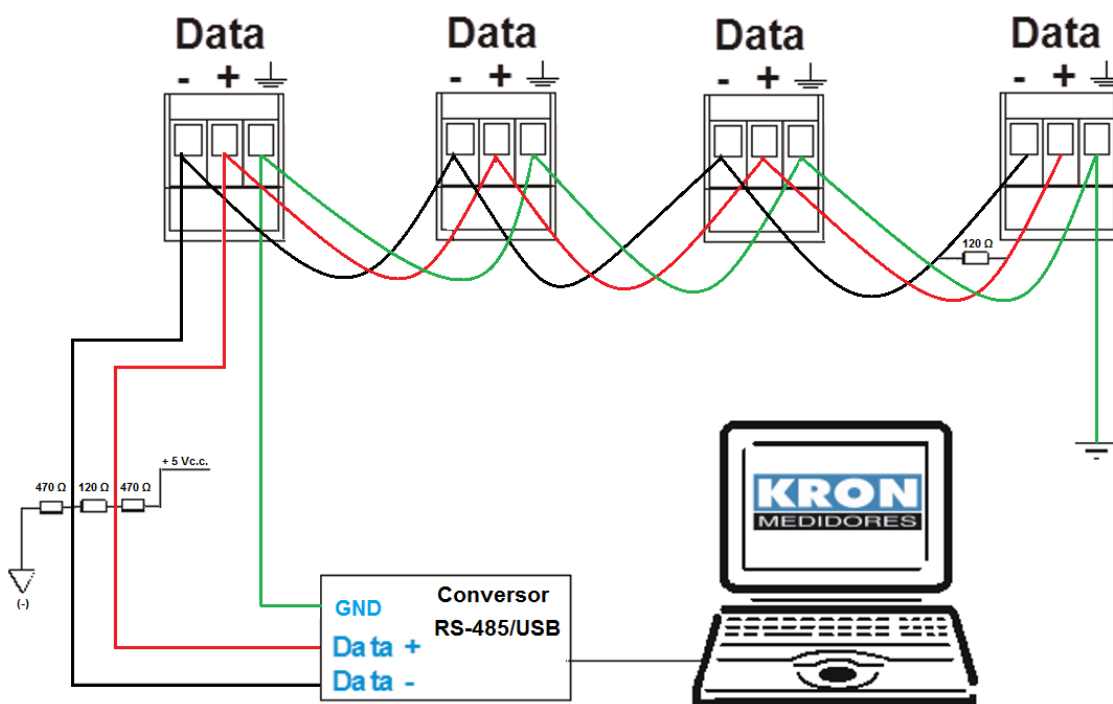 Data
- +
Data
- +
Data
- +
Data
- +
120 Ω
+ 5 Vc.c.
470 Ω 120 Ω 470 Ω
(-)
GND
Data +
Data -
Conversor
RS-485/USB
KRON
MEDIDORES